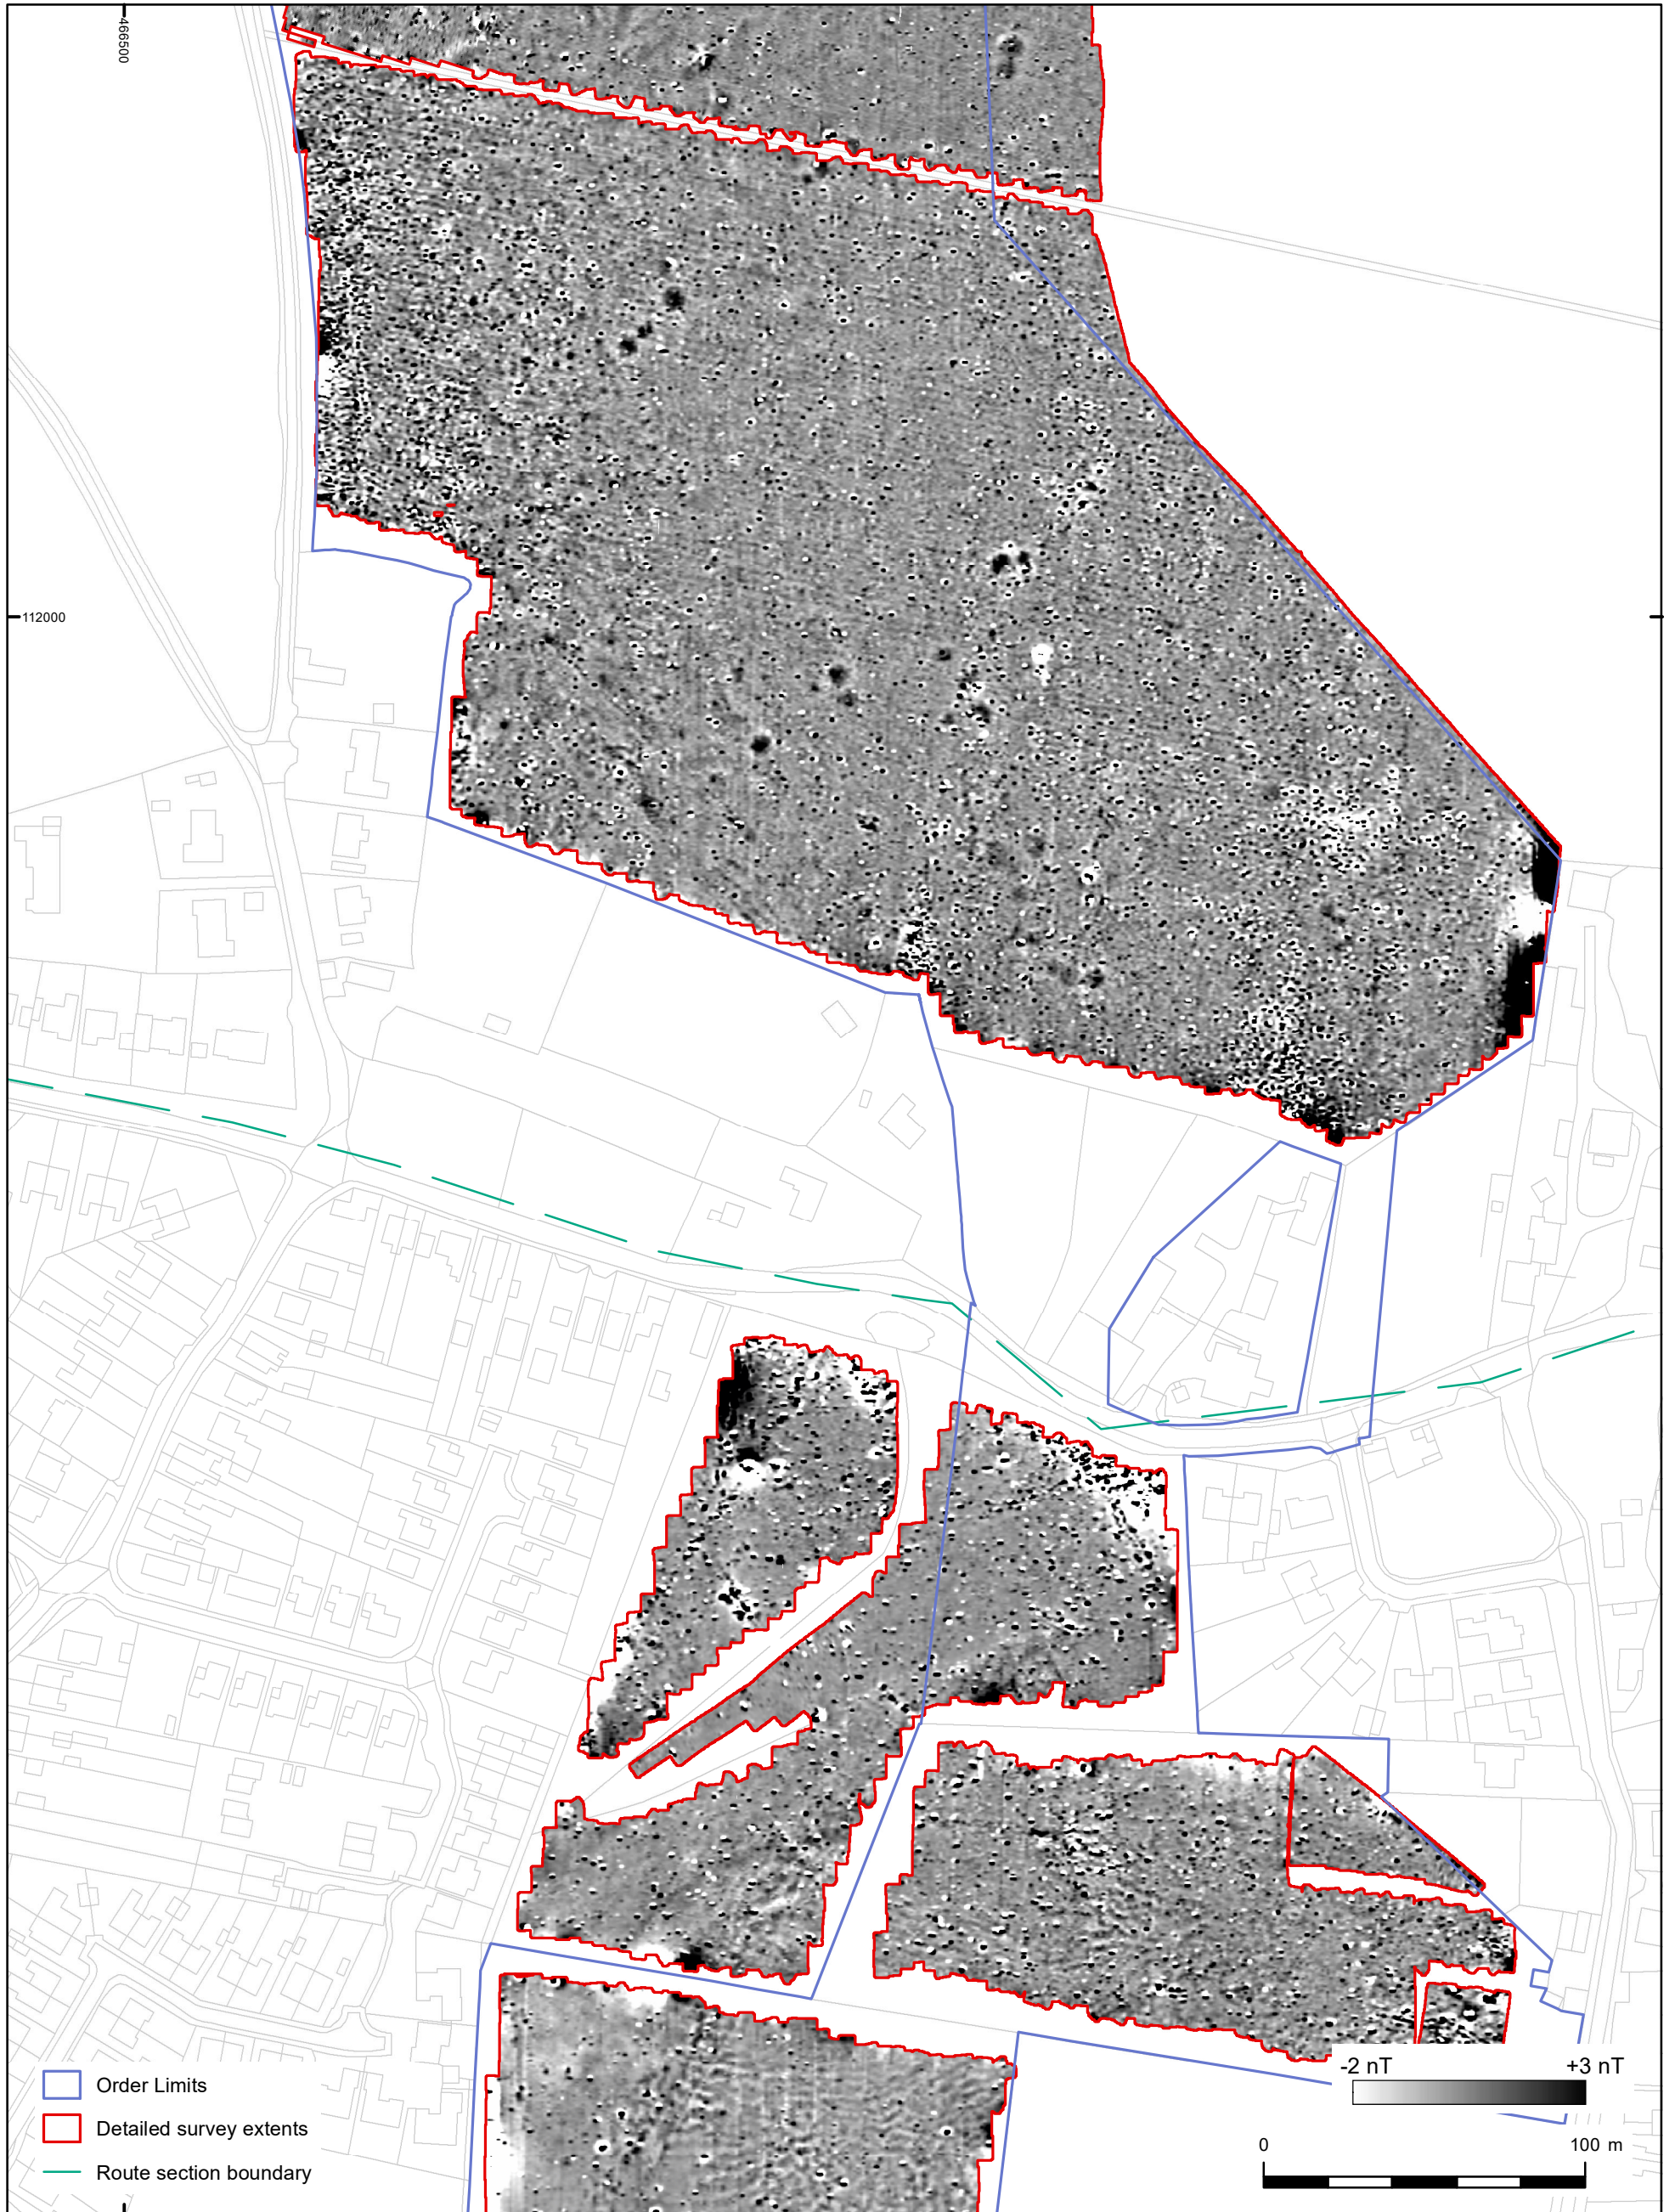 466500
112000
-2 nT +3 nT
Order Limits
Detailed survey extents
Route section boundary
0 100 m